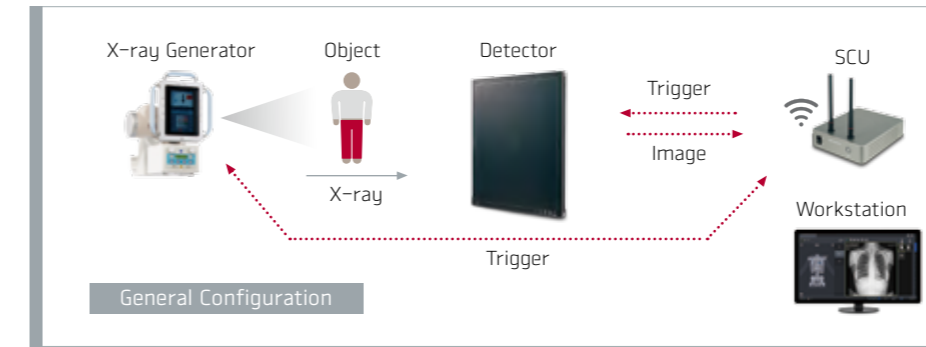 X-ray Generator
Object
Detector
SCU
Trigger
Image
X-ray
Workstation
Trigger
General Configuration